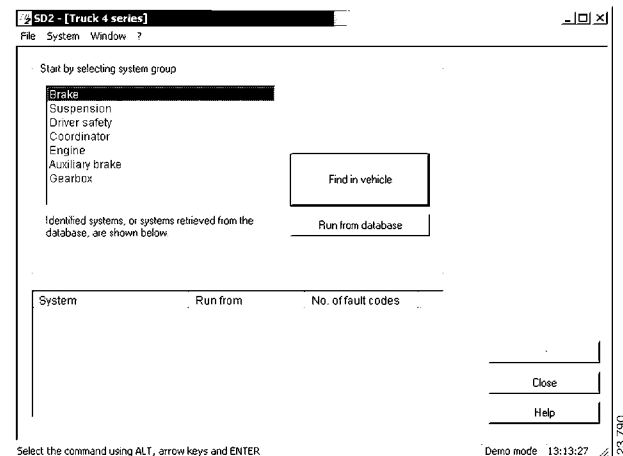 SD2 - [Truck 4 series]
File System Window ?
Start by selecting system group
Brake
Suspension
Driver safety
Coordinator
Engine
Auxiliary brake
Gearbox
Find in vehicle
Identified systems, or systems retrieved from the
database, are shown below
Run from database
System Run from No. of fault codes
Close
Help
Select the command using ALT, arrow keys and ENTER
Demo mode 13:13:27
23 790